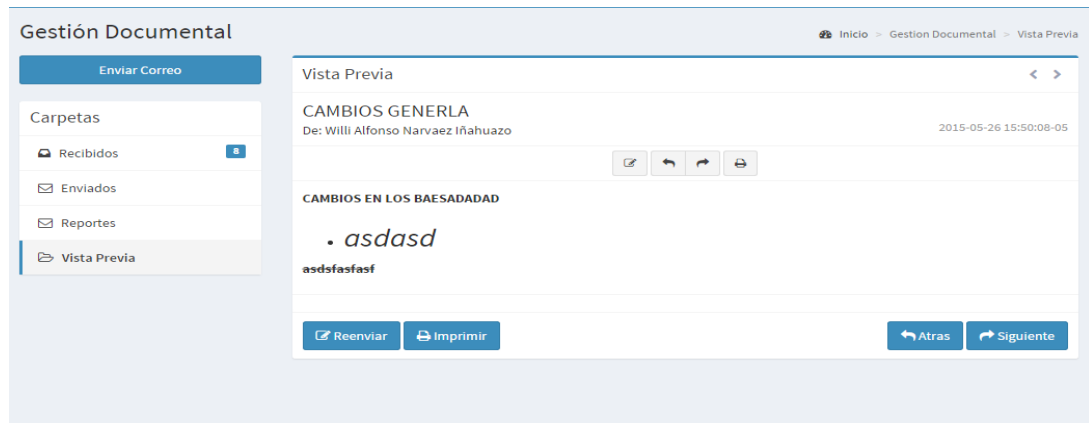 Gestión Documental
Inicio > Gestion Documental > Vista Previa
Enviar Correo
Carpetas
Recibidos 8
Enviados
Reportes
Vista Previa
Vista Previa < >
CAMBIOS GENERLA
De: Willi Alfonso Narvaez Iñahuazo
2015-05-26 15:50:08-05
CAMBIOS EN LOS BAESADADAD
• asdasd
asdsfasfasf
Reenviar Imprimir Atras Siguiente